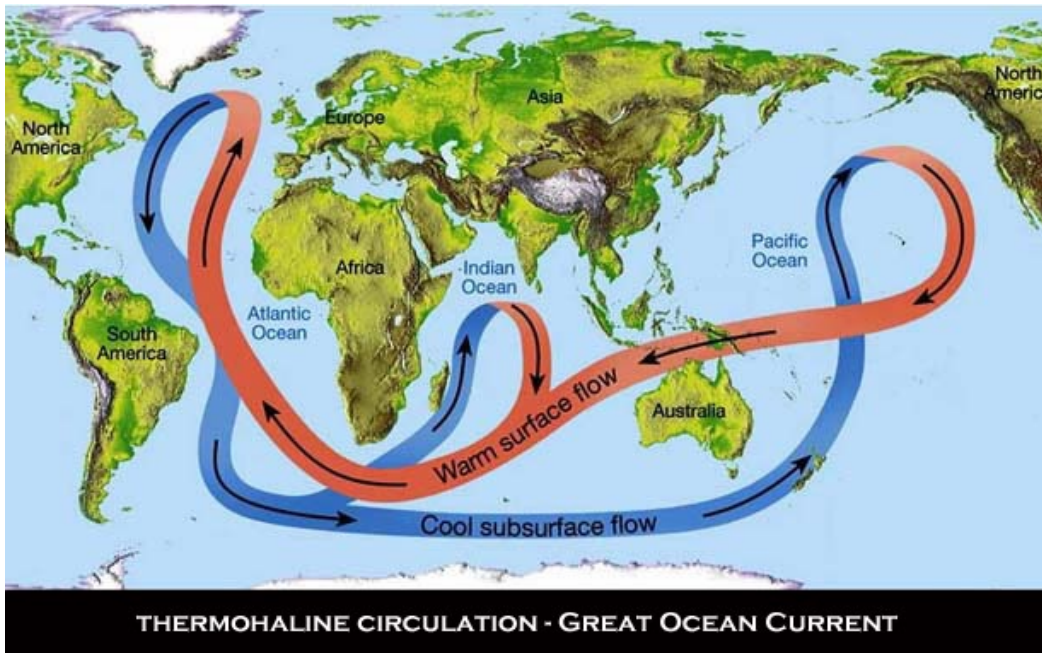 North
America
Europe
Asia
North
Americ
Pacific
Ocean
Africa
Indian
Ocean
Atlantic
Ocean
South
America
Australia
Warm surface flow
Cool subsurface flow
THERMOHALINE CIRCULATION - GREAT OCEAN CURRENT